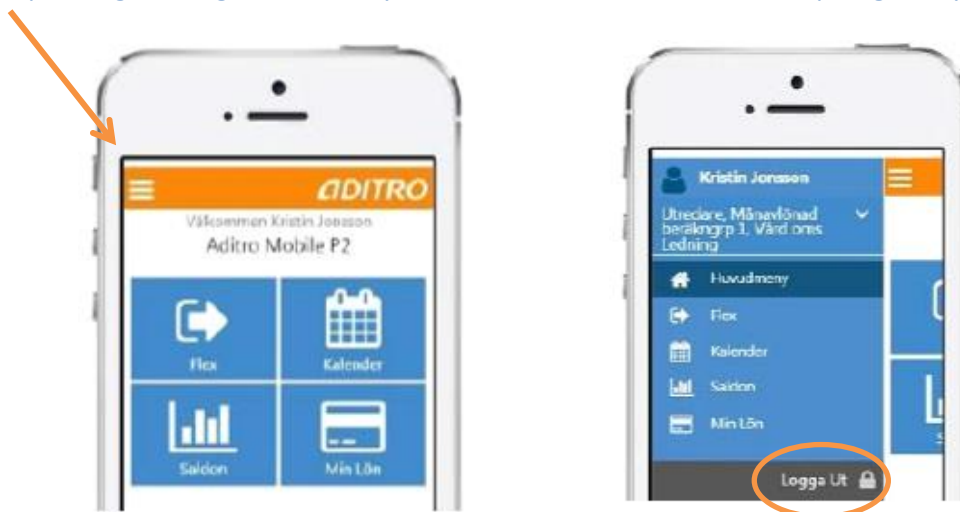 ADITRO
Välkommen Kristin Jonsson
Aditro Mobile P2
Flex
Kalender
Saldon
Min Lön
Kristin Jonsson
Utredare, Månavlönad
beräkngrp 1, Vård oms
Ledning
Huvudmeny
Flex
Kalender
Saldon
Min Lön
Logga Ut